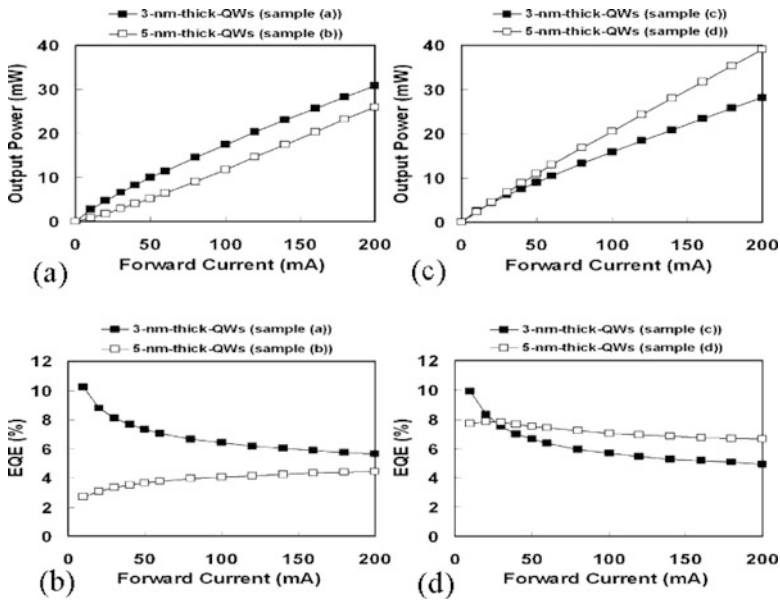 3-nm-thick-QWs (sample (a))
5-nm-thick-QWs (sample (b))
Output Power (mW)
40
30
20
10
0
0 50 100 150 200
Forward Current (mA)
(a)
3-nm-thick-QWs (sample (c))
5-nm-thick-QWs (sample (d))
Output Power (mW)
40
30
20
10
0
0 50 100 150 200
Forward Current (mA)
(c)
3-nm-thick-QWs (sample (a))
5-nm-thick-QWs (sample (b))
EQE (%)
12
10
8
6
4
2
0
0 50 100 150 200
Forward Current (mA)
(b)
3-nm-thick-QWs (sample (c))
5-nm-thick-QWs (sample (d))
EQE (%)
12
10
8
6
4
2
0
0 50 100 150 200
Forward Current (mA)
(d)